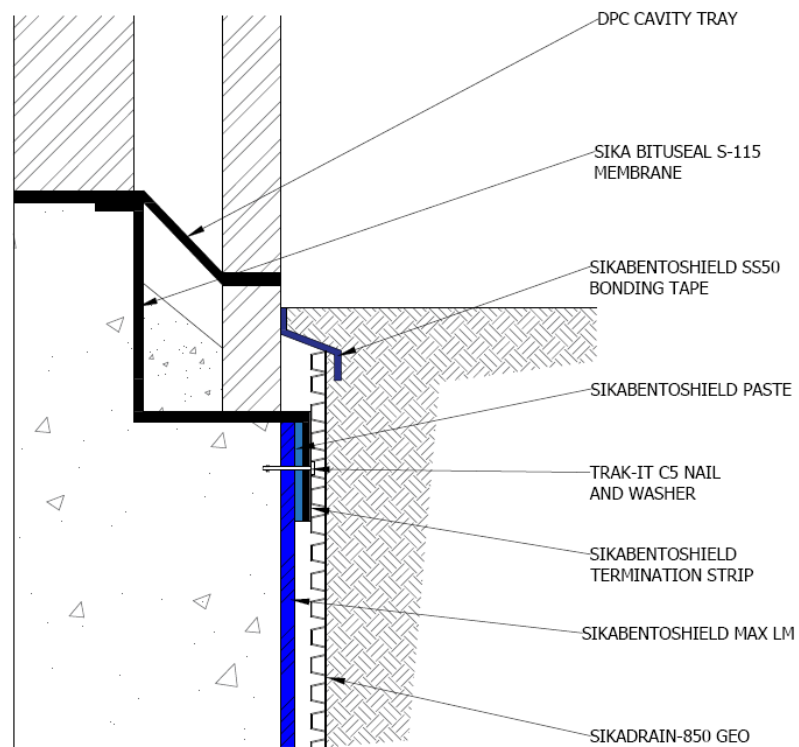 DPC CAVITY TRAY
SIKA BITUSEAL S-115
MEMBRANE
SIKABENTOSHIELD SS50
BONDING TAPE
SIKABENTOSHIELD PASTE
TRAK-IT C5 NAIL
AND WASHER
SIKABENTOSHIELD
TERMINATION STRIP
SIKABENTOSHIELD MAX LM
SIKADRAIN-850 GEO